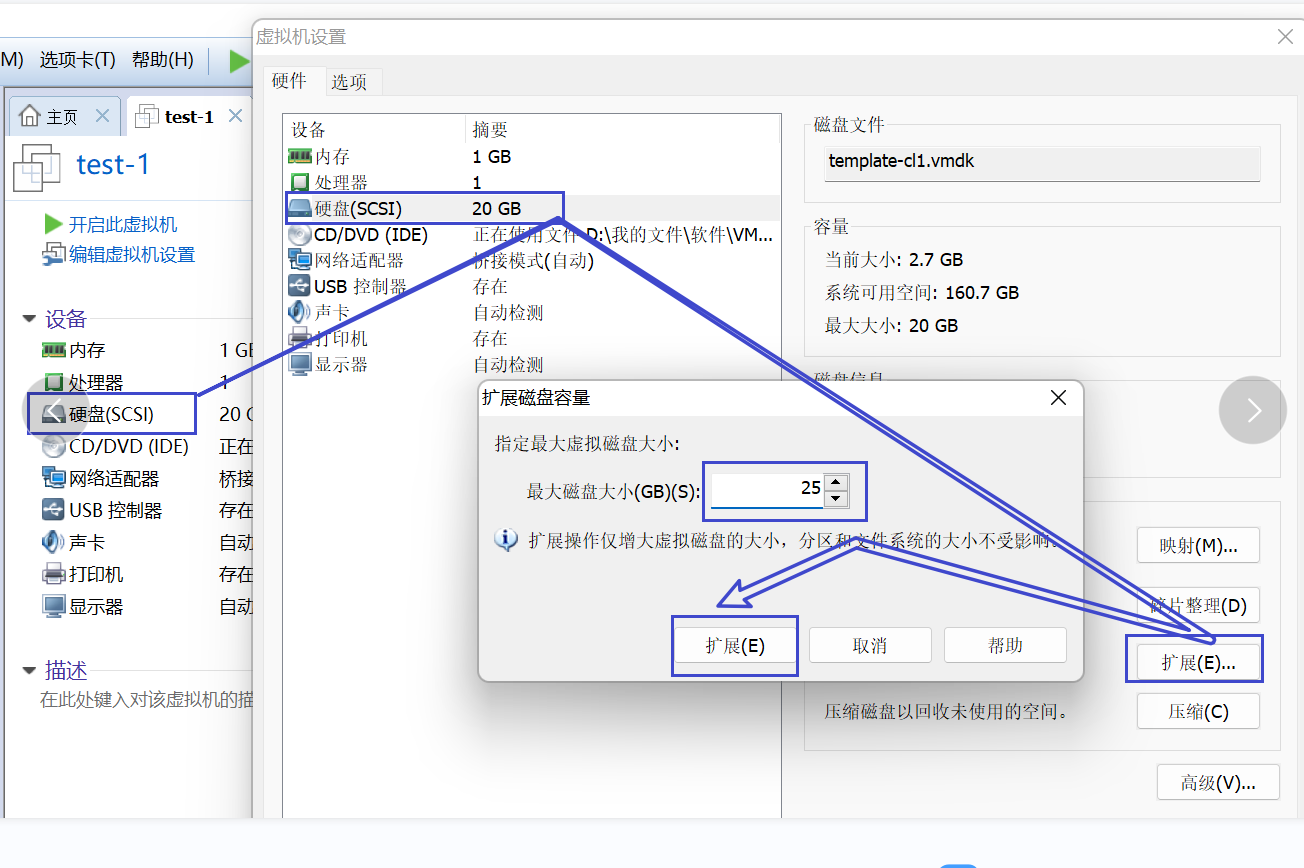 虚拟机设置
M) 选项卡(T) 帮助(H)
硬件 选项
主页 test-1
test-1
开启此虚拟机
编辑虚拟机设置
设备
内存 1 GB
处理器 1
硬盘(SCSI) 20 G
CD/DVD (IDE) 正在
网络适配器 桥接
USB 控制器 存在
声卡 自动
打印机 存在
显示器 自动
描述
在此处键入对该虚拟机的描
设备 摘要
内存 1 GB
处理器 1
硬盘(SCSI) 20 GB
CD/DVD (IDE) 正在使用文件 D:\我的文件\软件\VM...
网络适配器 桥接模式(自动)
USB 控制器 存在
声卡 自动检测
打印机 存在
显示器 自动检测
磁盘文件
template-cl1.vmdk
容量
当前大小: 2.7 GB
系统可用空间: 160.7 GB
最大大小: 20 GB
磁盘信息
扩展磁盘容量
指定最大虚拟磁盘大小:
最大磁盘大小(GB)(S): 25
扩展操作仅增大虚拟磁盘的大小，分区和文件系统的大小不受影响。
扩展(E) 取消 帮助
映射(M)...
碎片整理(D)
扩展(E)...
压缩磁盘以回收未使用的空间。 压缩(C)
高级(V)...